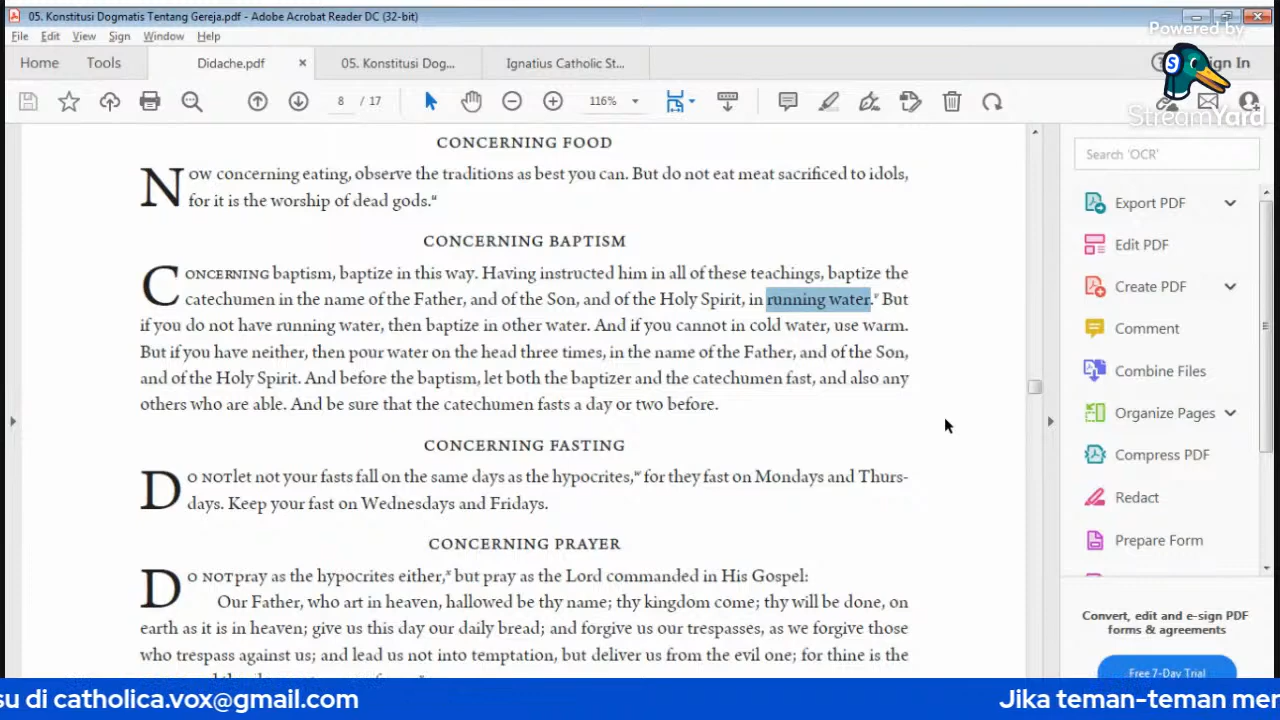 05. Konstitusi Dogmatis Tentang Gereja.pdf - Adobe Acrobat Reader DC (32-bit)
File Edit View Sign Window Help
Powered by
StreamYard
Home Tools Didache.pdf × 05. Konstitusi Dog... Ignatius Catholic St... Sign In
8 / 17 116%
Search 'OCR'
Export PDF
Edit PDF
Create PDF
Comment
Combine Files
Organize Pages
Compress PDF
Redact
Prepare Form
Convert, edit and e-sign PDF
forms & agreements
Free 7-Day Trial
CONCERNING FOOD
NOW concerning eating, observe the traditions as best you can. But do not eat meat sacrificed to idols,
for it is the worship of dead gods.ᵘ
CONCERNING BAPTISM
CONCERNING baptism, baptize in this way. Having instructed him in all of these teachings, baptize the
catechumen in the name of the Father, and of the Son, and of the Holy Spirit, in running water.ᵛ But
if you do not have running water, then baptize in other water. And if you cannot in cold water, use warm.
But if you have neither, then pour water on the head three times, in the name of the Father, and of the Son,
and of the Holy Spirit. And before the baptism, let both the baptizer and the catechumen fast, and also any
others who are able. And be sure that the catechumen fasts a day or two before.
CONCERNING FASTING
DO NOT let not your fasts fall on the same days as the hypocrites,ʷ for they fast on Mondays and Thurs-
days. Keep your fast on Wednesdays and Fridays.
CONCERNING PRAYER
DO NOT pray as the hypocrites either,ˣ but pray as the Lord commanded in His Gospel:
Our Father, who art in heaven, hallowed be thy name; thy kingdom come; thy will be done, on
earth as it is in heaven; give us this day our daily bread; and forgive us our trespasses, as we forgive those
who trespass against us; and lead us not into temptation, but deliver us from the evil one; for thine is the
su di catholica.vox@gmail.com Jika teman-teman mer